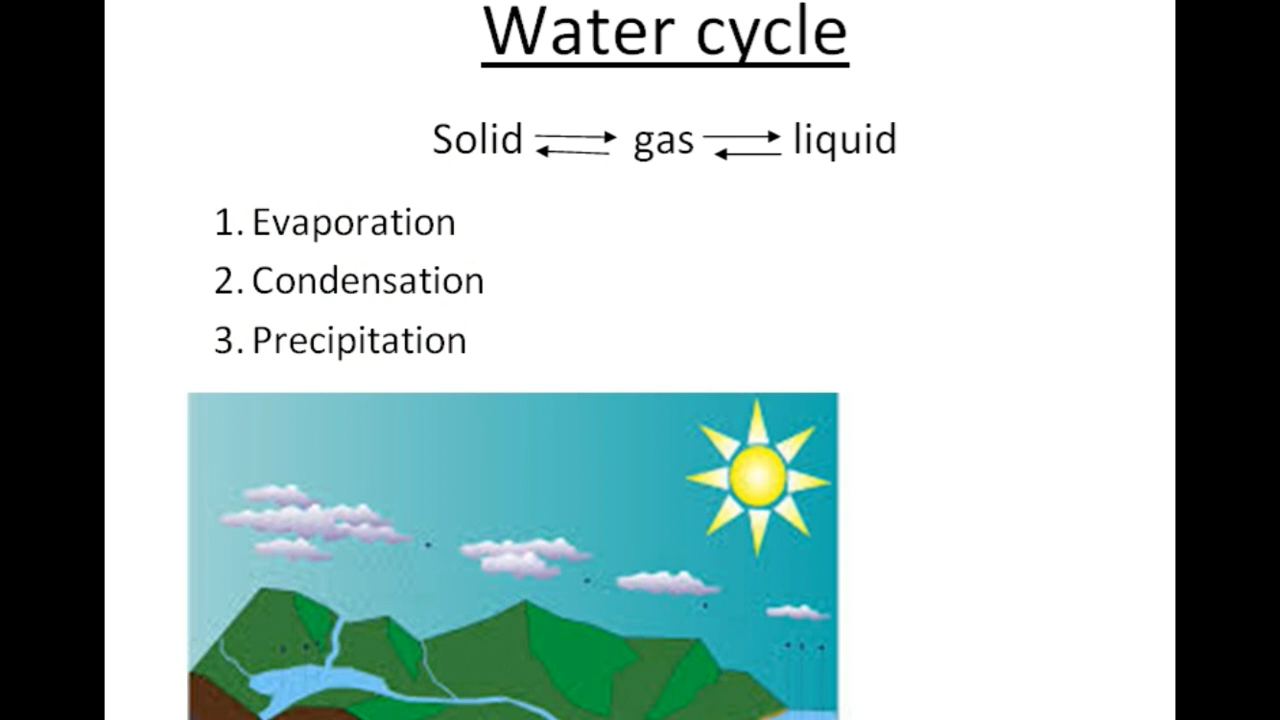 Water cycle
Solid ⇌ gas ⇌ liquid
1. Evaporation
2. Condensation
3. Precipitation